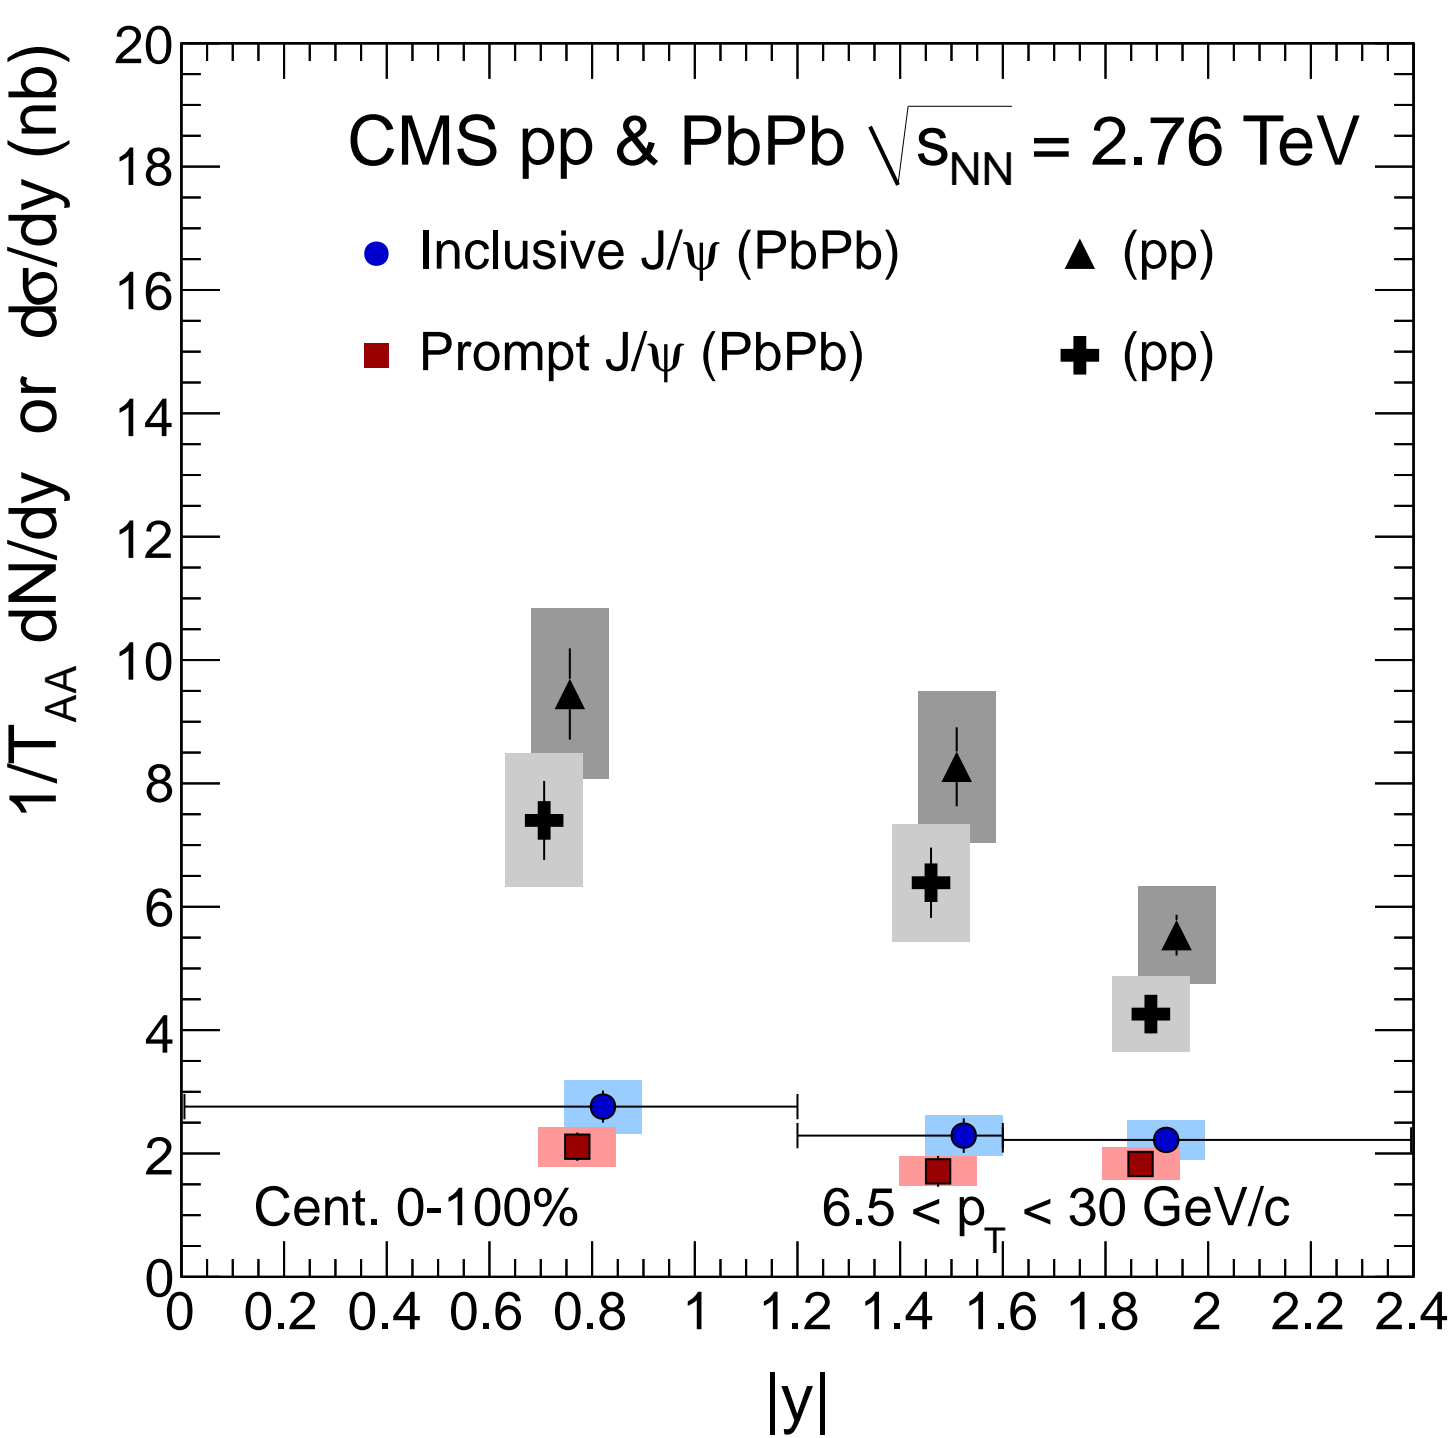 1/T_AA dN/dy or dσ/dy (nb)
20
18
16
14
12
10
8
6
4
2
0
CMS pp & PbPb √s_NN = 2.76 TeV
Inclusive J/ψ (PbPb) (pp)
Prompt J/ψ (PbPb) (pp)
Cent. 0-100% 6.5 < p_T < 30 GeV/c
0 0.2 0.4 0.6 0.8 1 1.2 1.4 1.6 1.8 2 2.2 2.4
|y|